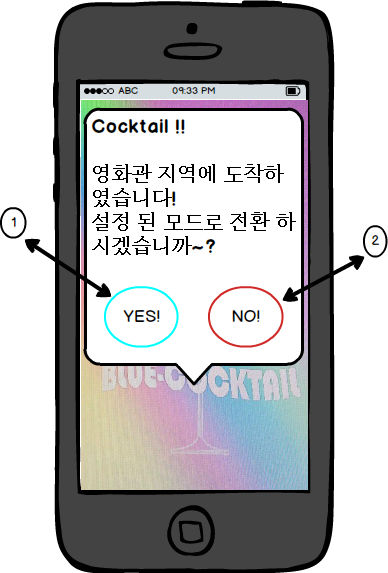 ABC 09:33 PM
Cocktail !!
영화관 지역에 도착하
였습니다!
설정 된 모드로 전환 하
시겠습니까~?
1
2
YES! NO!
BLUE-COCKTAIL